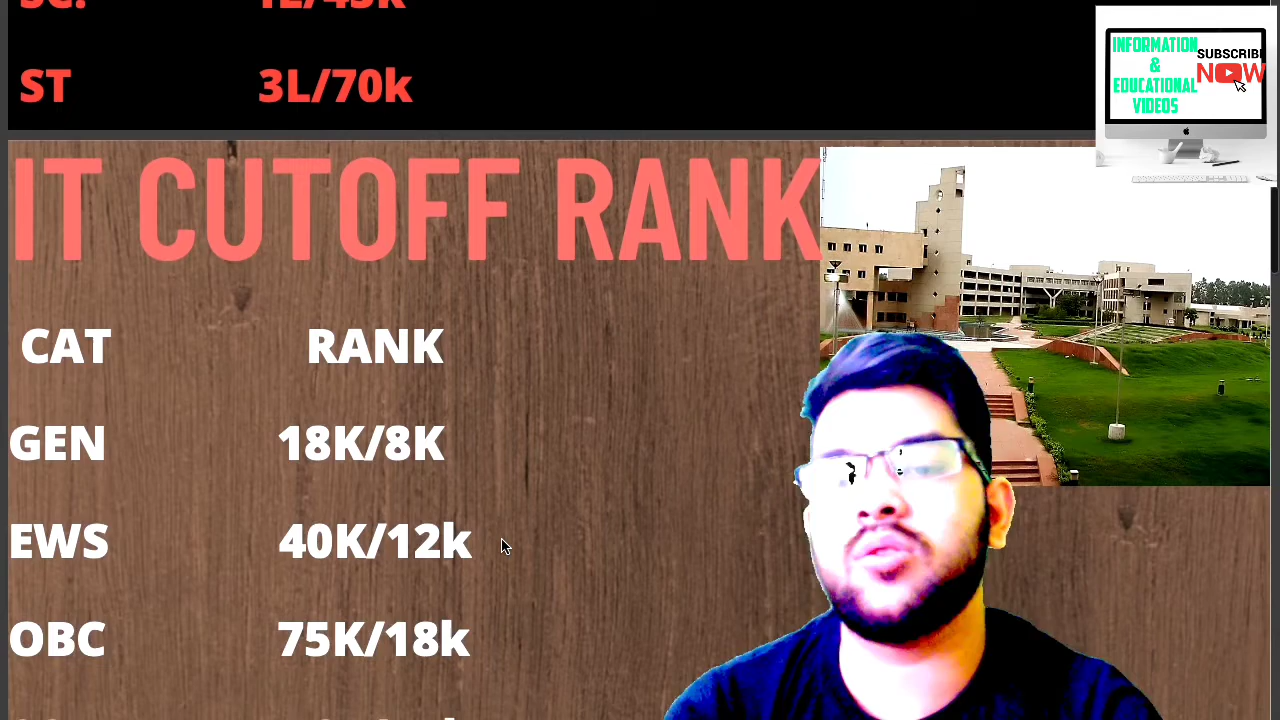 ST 3L/70k
INFORMATION
&
EDUCATIONAL
VIDEOS
SUBSCRIBE
NOW
IT CUTOFF RANK
CAT RANK
GEN 18K/8K
EWS 40K/12k
OBC 75K/18k